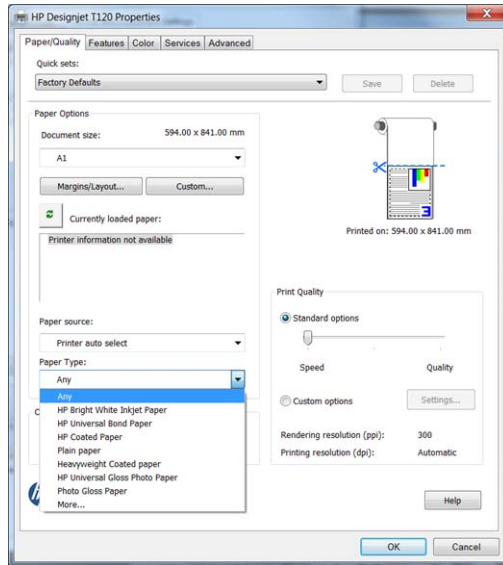 HP Designjet T120 Properties
Paper/Quality Features Color Services Advanced
Quick sets:
Factory Defaults
Save Delete
Paper Options
Document size: 594.00 x 841.00 mm
A1
Margins/Layout... Custom...
Currently loaded paper:
Printer information not available
Printed on: 594.00 x 841.00 mm
Paper source:
Printer auto select
Paper Type:
Any
Any
HP Bright White Inkjet Paper
HP Universal Bond Paper
HP Coated Paper
Plain paper
Heavyweight Coated paper
HP Universal Gloss Photo Paper
Photo Gloss Paper
More...
Print Quality
Standard options
Speed Quality
Custom options Settings...
Rendering resolution (ppi): 300
Printing resolution (dpi): Automatic
Help
OK Cancel